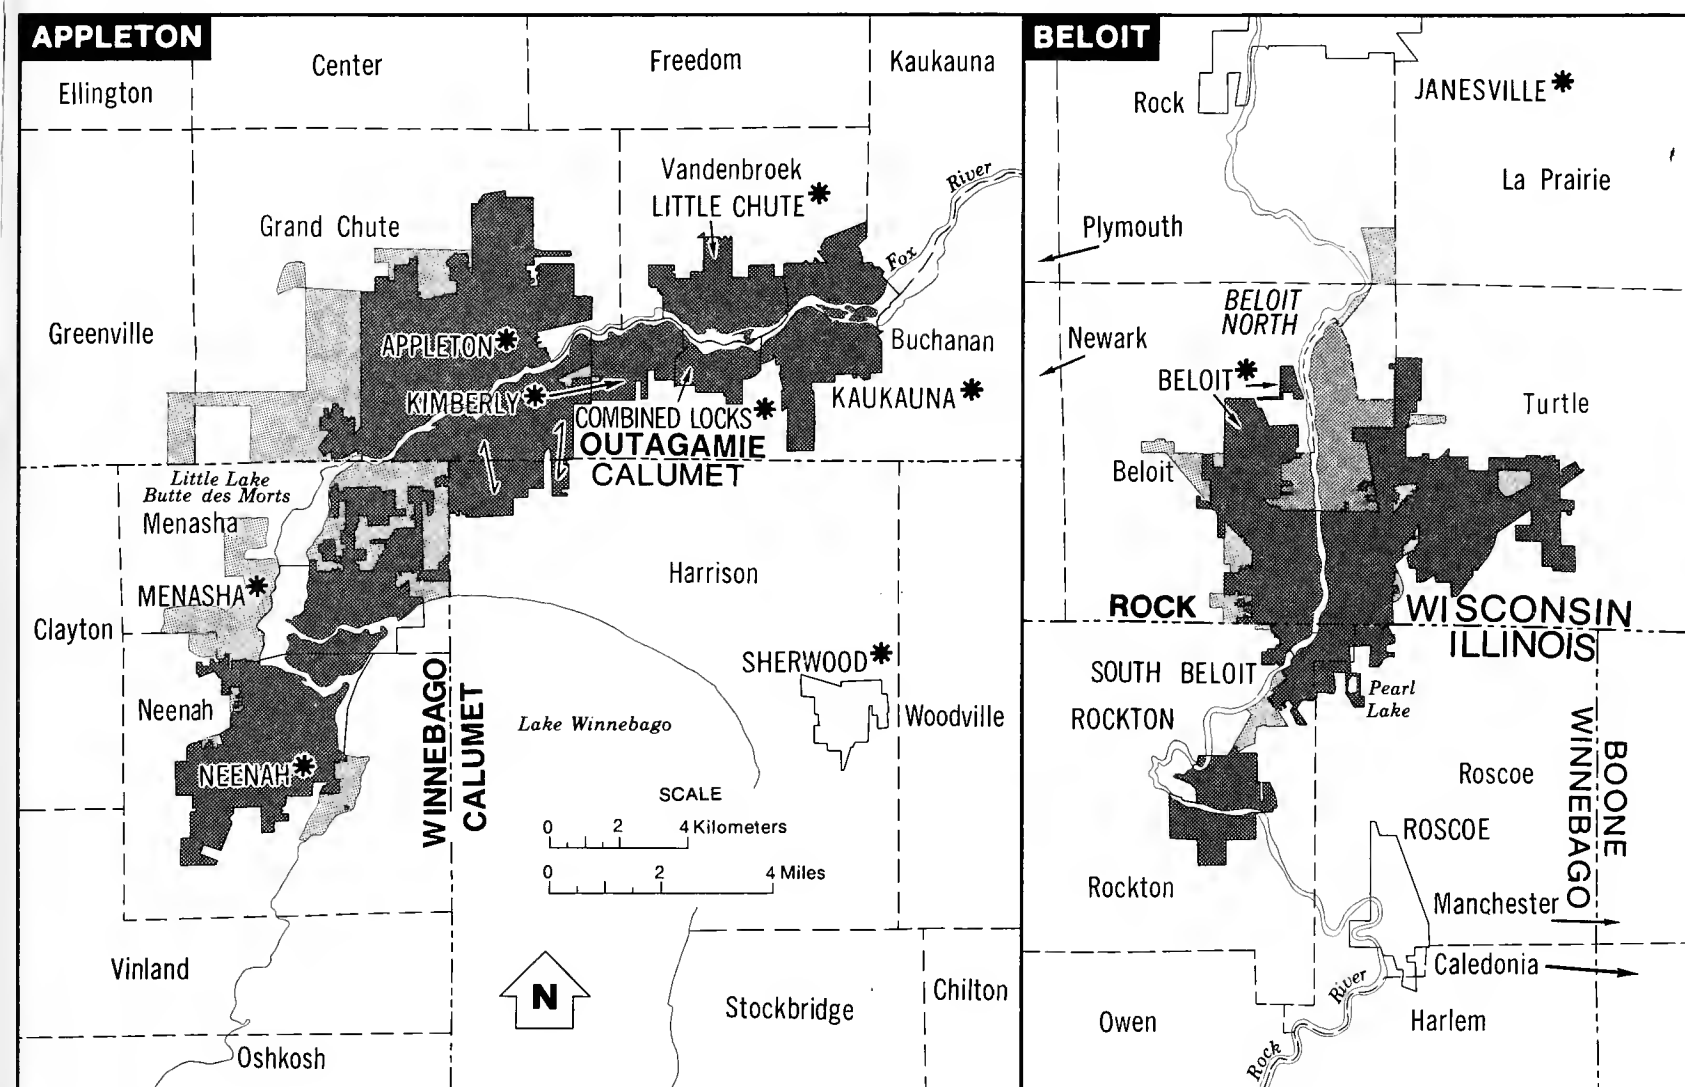 APPLETON
Ellington
Center
Freedom
Kaukauna
Vandenbroek
LITTLE CHUTE
River
Fox
Grand Chute
Greenville
APPLETON
Buchanan
KIMBERLY
COMBINED LOCKS
KAUKAUNA
OUTAGAMIE
CALUMET
Little Lake
Butte des Morts
Menasha
MENASHA
Harrison
Clayton
SHERWOOD
Neenah
Lake Winnebago
Woodville
NEENAH
WINNEBAGO
CALUMET
SCALE
0 2 4 Kilometers
0 2 4 Miles
Vinland
N
Stockbridge
Chilton
Oshkosh
BELOIT
Rock
JANESVILLE
La Prairie
Plymouth
BELOIT
NORTH
Newark
BELOIT
Turtle
Beloit
ROCK
WISCONSIN
ILLINOIS
SOUTH BELOIT
Pearl
Lake
ROCKTON
WINNEBAGO
BOONE
Roscoe
ROSCOE
Rockton
Manchester
Caledonia
River
Rock
Owen
Harlem